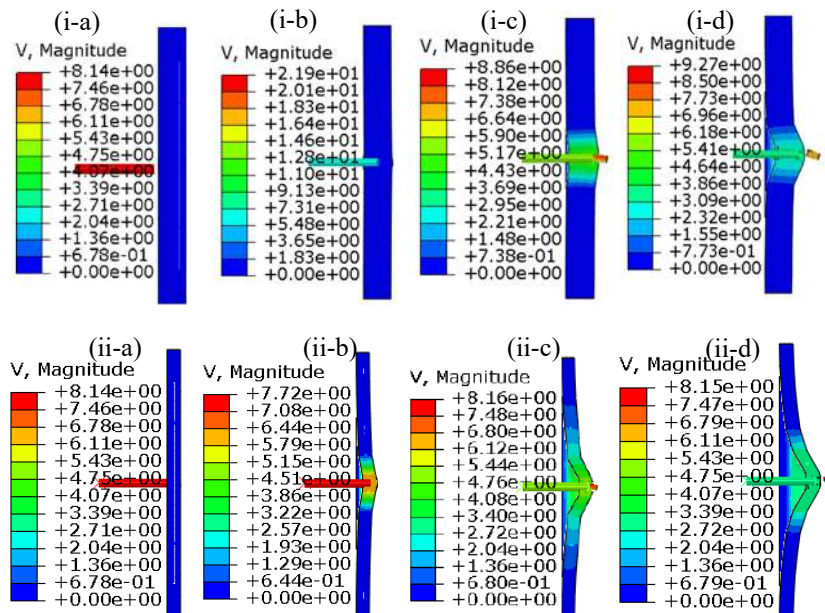 (i-a)
V, Magnitude
+8.14e+00
+7.46e+00
+6.78e+00
+6.11e+00
+5.43e+00
+4.75e+00
+4.07e+00
+3.39e+00
+2.71e+00
+2.04e+00
+1.36e+00
+6.78e-01
+0.00e+00
(i-b)
V, Magnitude
+2.19e+01
+2.01e+01
+1.83e+01
+1.64e+01
+1.46e+01
+1.28e+01
+1.10e+01
+9.13e+00
+7.31e+00
+5.48e+00
+3.65e+00
+1.83e+00
+0.00e+00
(i-c)
V, Magnitude
+8.86e+00
+8.12e+00
+7.38e+00
+6.64e+00
+5.90e+00
+5.17e+00
+4.43e+00
+3.69e+00
+2.95e+00
+2.21e+00
+1.48e+00
+7.38e-01
+0.00e+00
(i-d)
V, Magnitude
+9.27e+00
+8.50e+00
+7.73e+00
+6.96e+00
+6.18e+00
+5.41e+00
+4.64e+00
+3.86e+00
+3.09e+00
+2.32e+00
+1.55e+00
+7.73e-01
+0.00e+00
(ii-a)
V, Magnitude
+8.14e+00
+7.46e+00
+6.78e+00
+6.11e+00
+5.43e+00
+4.75e+00
+4.07e+00
+3.39e+00
+2.71e+00
+2.04e+00
+1.36e+00
+6.78e-01
+0.00e+00
(ii-b)
V, Magnitude
+7.72e+00
+7.08e+00
+6.44e+00
+5.79e+00
+5.15e+00
+4.51e+00
+3.86e+00
+3.22e+00
+2.57e+00
+1.93e+00
+1.29e+00
+6.44e-01
+0.00e+00
(ii-c)
V, Magnitude
+8.16e+00
+7.48e+00
+6.80e+00
+6.12e+00
+5.44e+00
+4.76e+00
+4.08e+00
+3.40e+00
+2.72e+00
+2.04e+00
+1.36e+00
+6.80e-01
+0.00e+00
(ii-d)
V, Magnitude
+8.15e+00
+7.47e+00
+6.79e+00
+6.11e+00
+5.43e+00
+4.75e+00
+4.07e+00
+3.39e+00
+2.72e+00
+2.04e+00
+1.36e+00
+6.79e-01
+0.00e+00